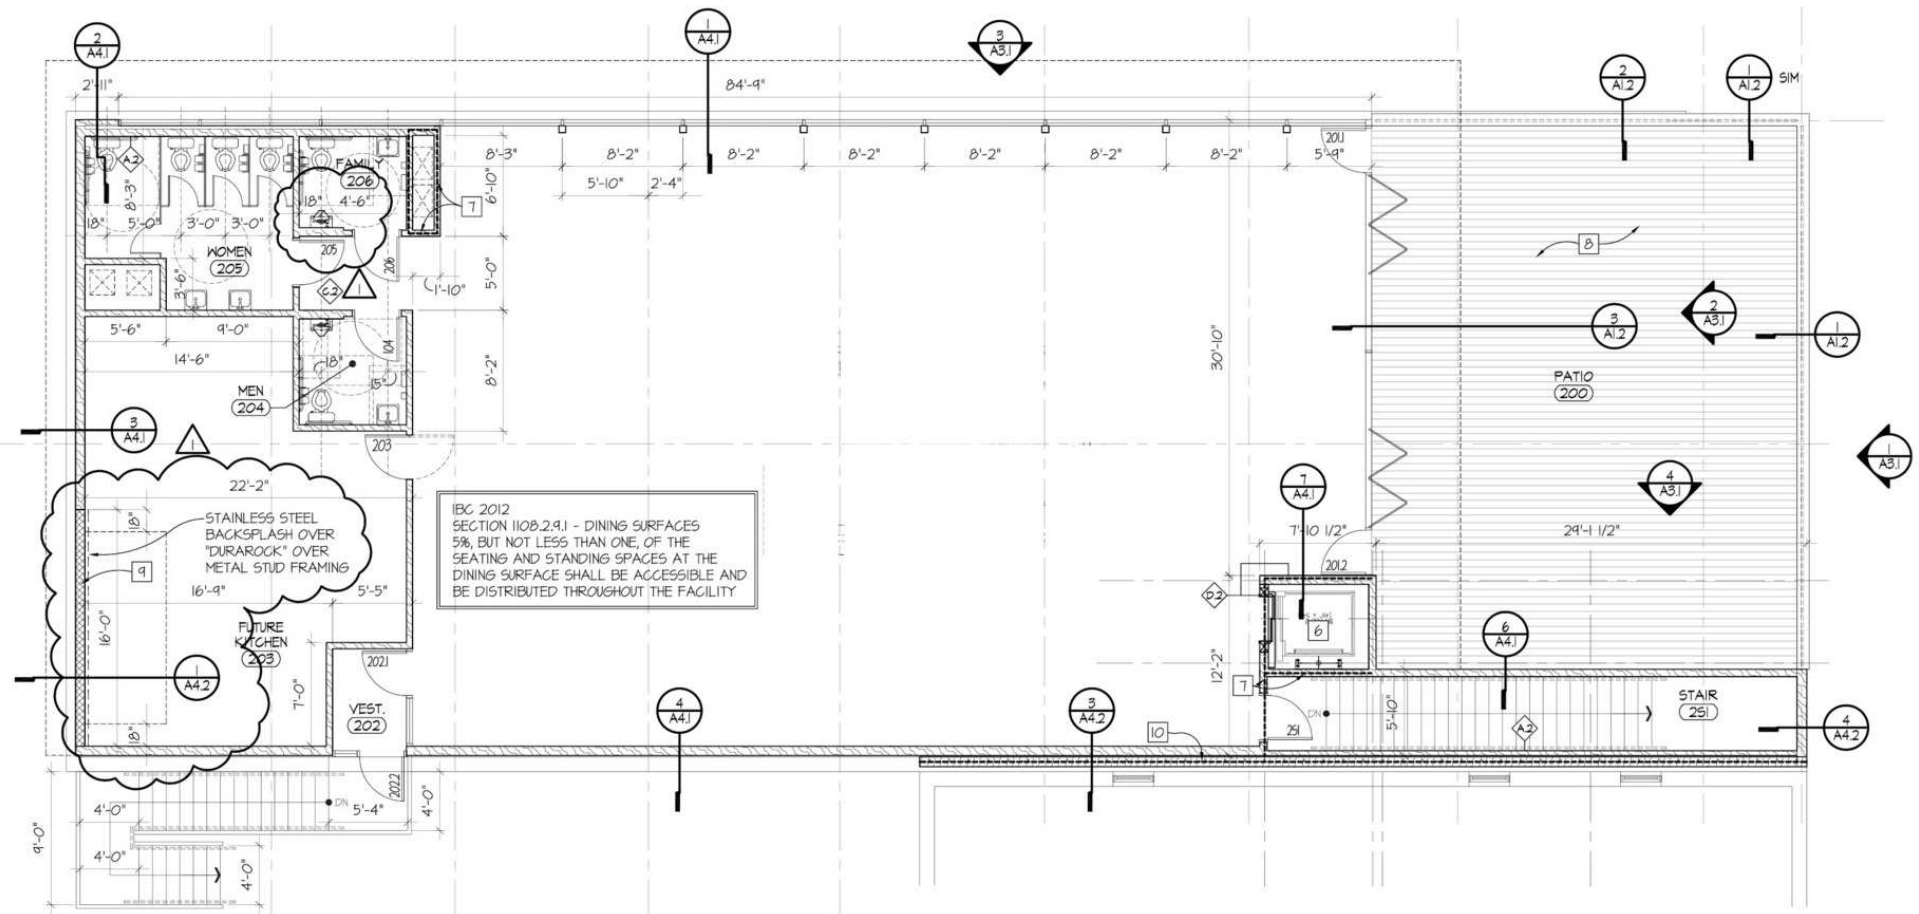 2
A4.1
1
A4.1
3
A3.1
2
A1.2
1
A1.2
SIM
2'-11"
84'-9"
A.2
FAMILY
206
8'-3"
8'-2"
8'-2"
8'-2"
8'-2"
8'-2"
8'-2"
5'-9"
201.1
5'-10"
2'-4"
8'-3"
18"
5'-0"
3'-0"
3'-0"
18"
4'-6"
6'-10"
7
WOMEN
205
205
206
3'-6"
C.2
1
1'-10"
5'-0"
8
2
A3.1
3
A1.2
1
A1.2
5'-6"
9'-0"
14'-6"
104
18"
8'-2"
30'-10"
MEN
204
PATIO
200
3
A4.1
1
203
1
A3.1
22'-2"
7
A4.1
4
A3.1
18"
STAINLESS STEEL
BACKSPLASH OVER
"DURAROCK" OVER
METAL STUD FRAMING
IBC 2012
SECTION 1108.2.9.1 - DINING SURFACES
5%, BUT NOT LESS THAN ONE, OF THE
SEATING AND STANDING SPACES AT THE
DINING SURFACE SHALL BE ACCESSIBLE AND
BE DISTRIBUTED THROUGHOUT THE FACILITY
7'-10 1/2"
29'-1 1/2"
201.2
9
16'-9"
5'-5"
D.2
16'-0"
FUTURE
KITCHEN
203
6
6
A4.1
202.1
1
A4.2
12'-2"
7
7'-0"
VEST.
202
4
A4.1
3
A4.2
STAIR
251
DN
5'-10"
18"
10
251
A.2
4
A4.2
202.2
4'-0"
DN
5'-4"
4'-0"
9'-0"
4'-0"
4'-0"